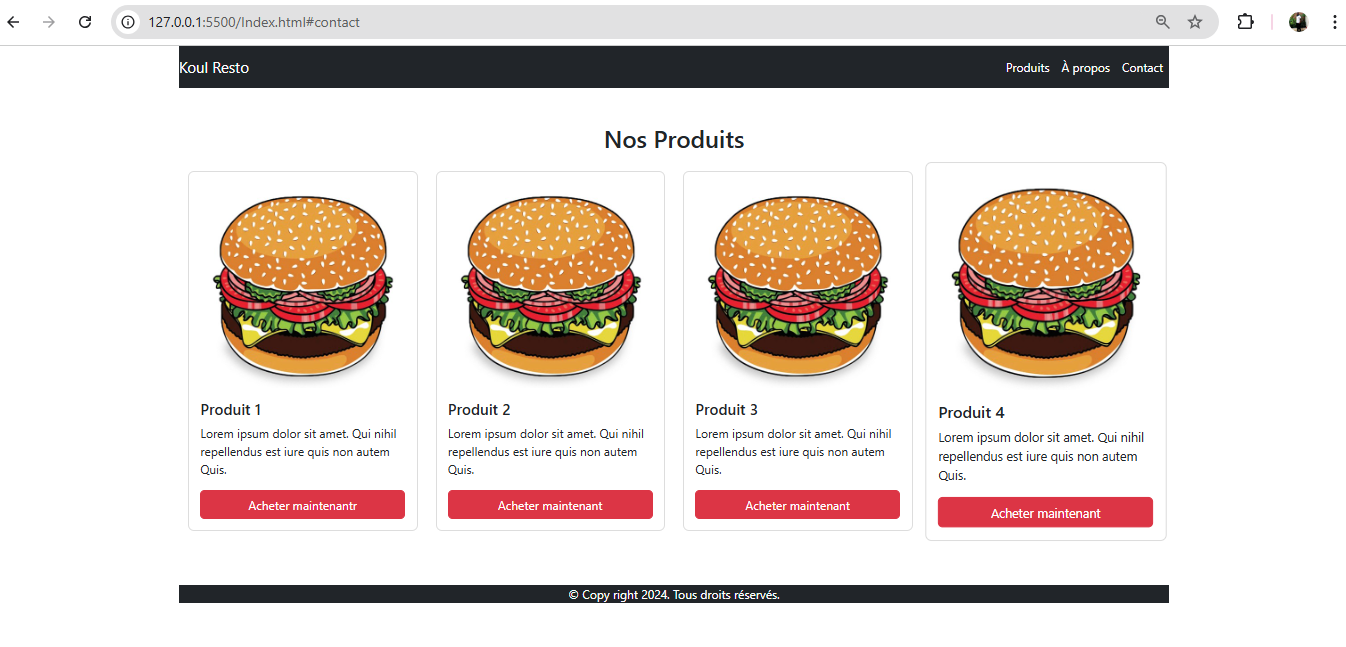 127.0.0.1:5500/Index.html#contact
Koul Resto
Produits À propos Contact
Nos Produits
Produit 1
Lorem ipsum dolor sit amet. Qui nihil
repellendus est iure quis non autem
Quis.
Acheter maintenantr
Produit 2
Lorem ipsum dolor sit amet. Qui nihil
repellendus est iure quis non autem
Quis.
Acheter maintenant
Produit 3
Lorem ipsum dolor sit amet. Qui nihil
repellendus est iure quis non autem
Quis.
Acheter maintenant
Produit 4
Lorem ipsum dolor sit amet. Qui nihil
repellendus est iure quis non autem
Quis.
Acheter maintenant
© Copy right 2024. Tous droits réservés.